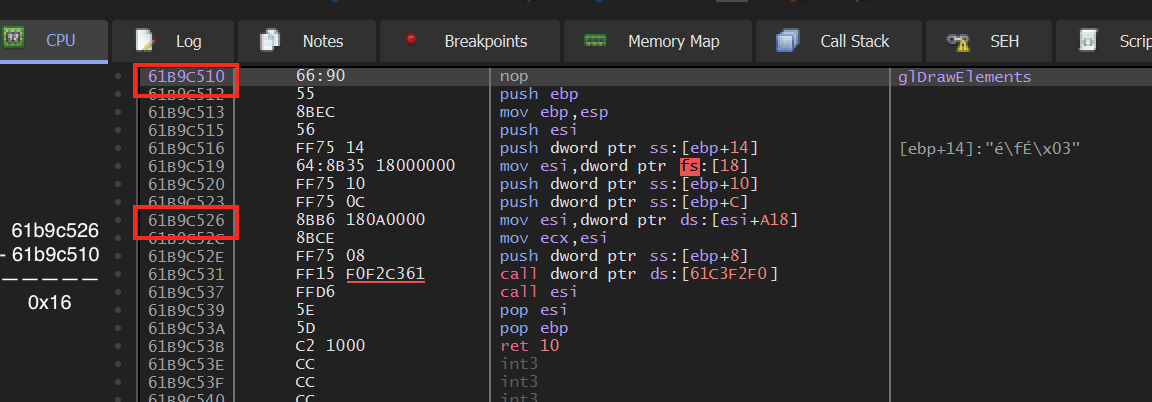 CPU Log Notes Breakpoints Memory Map Call Stack SEH Scrip
61B9C510 66:90 nop glDrawElements
61B9C512 55 push ebp
61B9C513 8BEC mov ebp,esp
61B9C515 56 push esi
61B9C516 FF75 14 push dword ptr ss:[ebp+14] [ebp+14]:"é\fÉ\x03"
61B9C519 64:8B35 18000000 mov esi,dword ptr fs:[18]
61B9C520 FF75 10 push dword ptr ss:[ebp+10]
61B9C523 FF75 0C push dword ptr ss:[ebp+C]
61B9C526 8BB6 180A0000 mov esi,dword ptr ds:[esi+A18]
61B9C52C 8BCE mov ecx,esi
61B9C52E FF75 08 push dword ptr ss:[ebp+8]
61B9C531 FF15 F0F2C361 call dword ptr ds:[61C3F2F0]
61B9C537 FFD6 call esi
61B9C539 5E pop esi
61B9C53A 5D pop ebp
61B9C53B C2 1000 ret 10
61B9C53E CC int3
61B9C53F CC int3
61B9C540 CC int3
61b9c526
- 61b9c510
—————
0x16